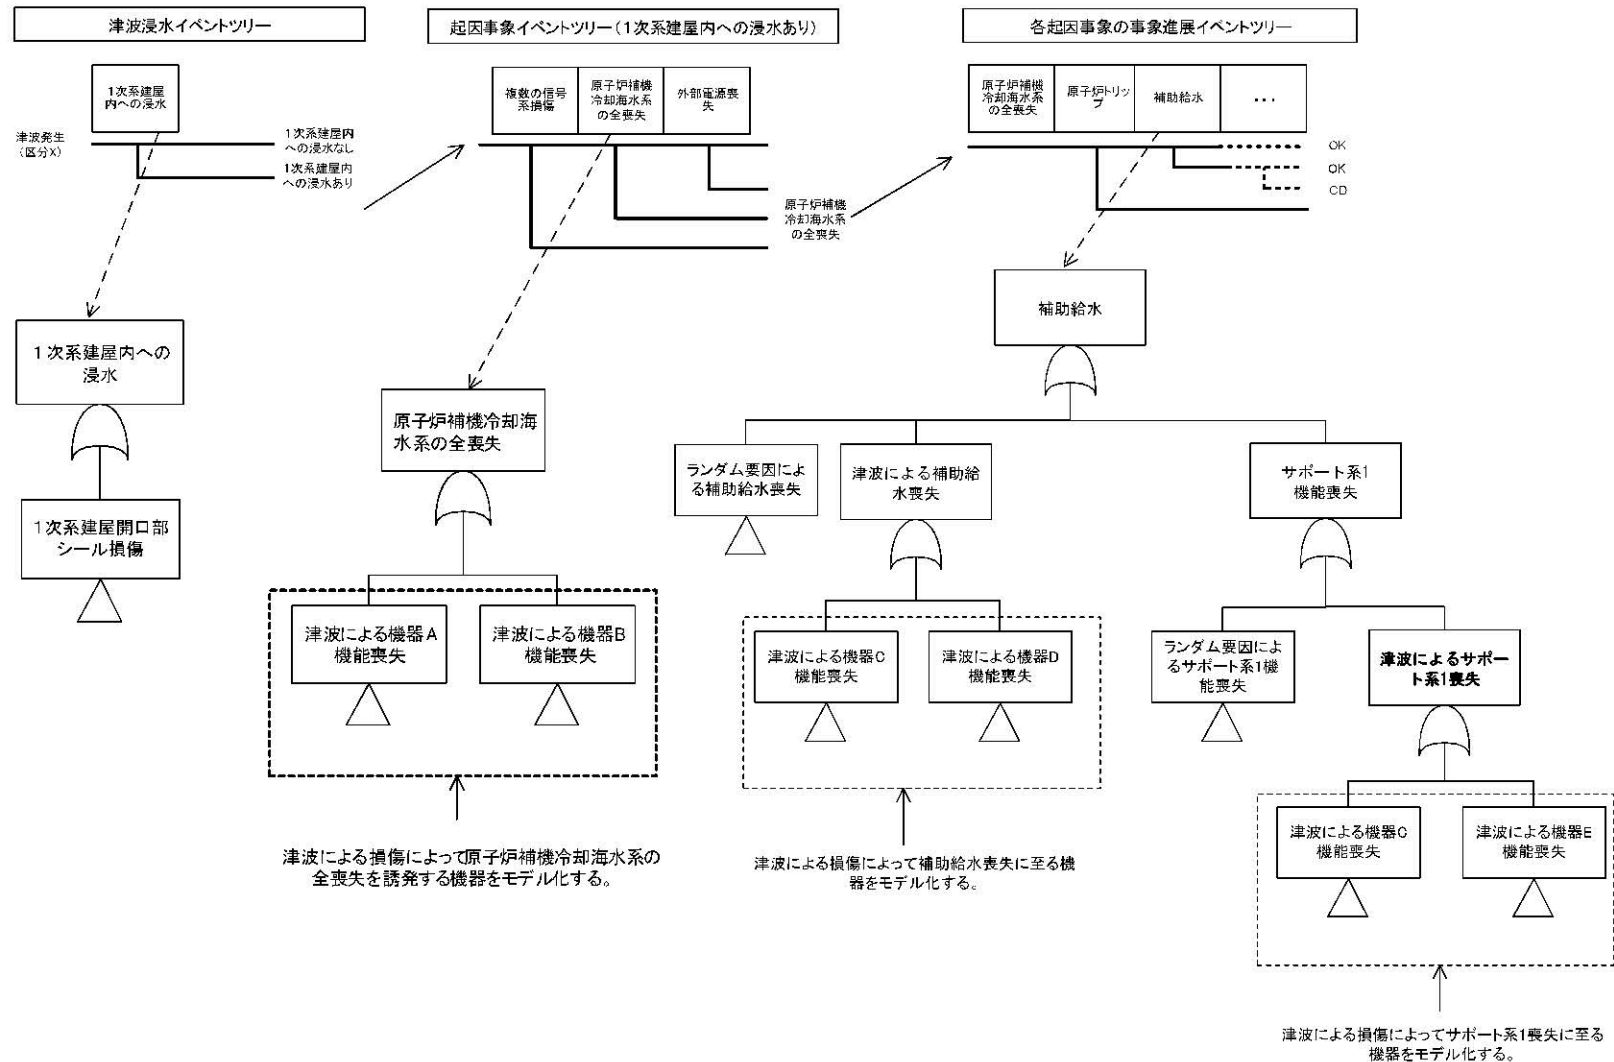 津波浸水イベントツリー
起因事象イベントツリー（1次系建屋内への浸水あり）
各起因事象の事象進展イベントツリー
1次系建屋
内への浸水
津波発生
（区分X）
1次系建屋内
への浸水なし
1次系建屋内
への浸水あり
複数の信号
系損傷
原子炉補機
冷却海水系
の全喪失
外部電源喪
失
原子炉補機
冷却海水系
の全喪失
原子炉補機
冷却海水系
の全喪失
原子炉トリッ
プ
補助給水
・・・
OK
OK
CD
1次系建屋内への
浸水
1次系建屋開口部
シール損傷
原子炉補機冷却海
水系の全喪失
津波による機器A
機能喪失
津波による機器B
機能喪失
津波による損傷によって原子炉補機冷却海水系の
全喪失を誘発する機器をモデル化する。
補助給水
ランダム要因によ
る補助給水喪失
津波による補助給
水喪失
サポート系1
機能喪失
津波による機器C
機能喪失
津波による機器D
機能喪失
津波による損傷によって補助給水喪失に至る機
器をモデル化する。
ランダム要因によ
るサポート系1機
能喪失
津波によるサポー
ト系1喪失
津波による機器C
機能喪失
津波による機器E
機能喪失
津波による損傷によってサポート系1喪失に至る
機器をモデル化する。